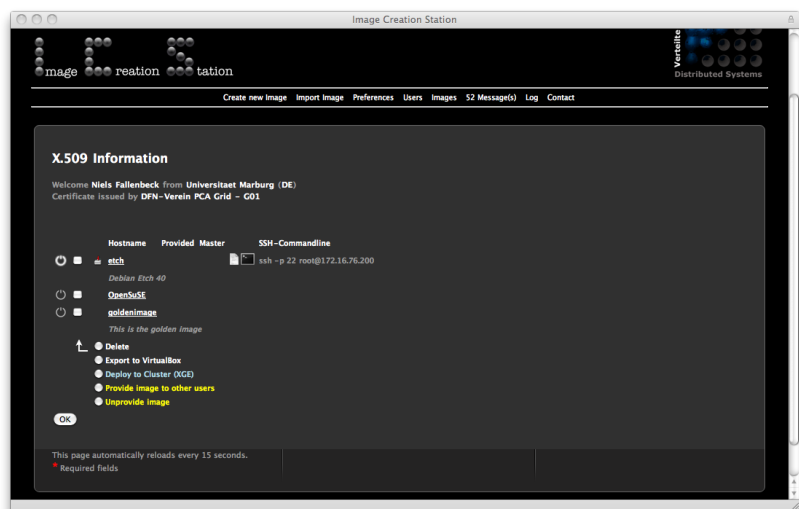 Image Creation Station
Image Creation Station
Verteilte
Distributed Systems
Create new Image Import Image Preferences Users Images 52 Message(s) Log Contact
X.509 Information
Welcome Niels Fallenbeck from Universitaet Marburg (DE)
Certificate issued by DFN-Verein PCA Grid - G01
Hostname Provided Master SSH-Commandline
etch ssh -p 22 root@172.16.76.200
Debian Etch 40
OpenSuSE
goldenimage
This is the golden image
Delete
Export to VirtualBox
Deploy to Cluster (XGE)
Provide image to other users
Unprovide image
OK
This page automatically reloads every 15 seconds.
* Required fields